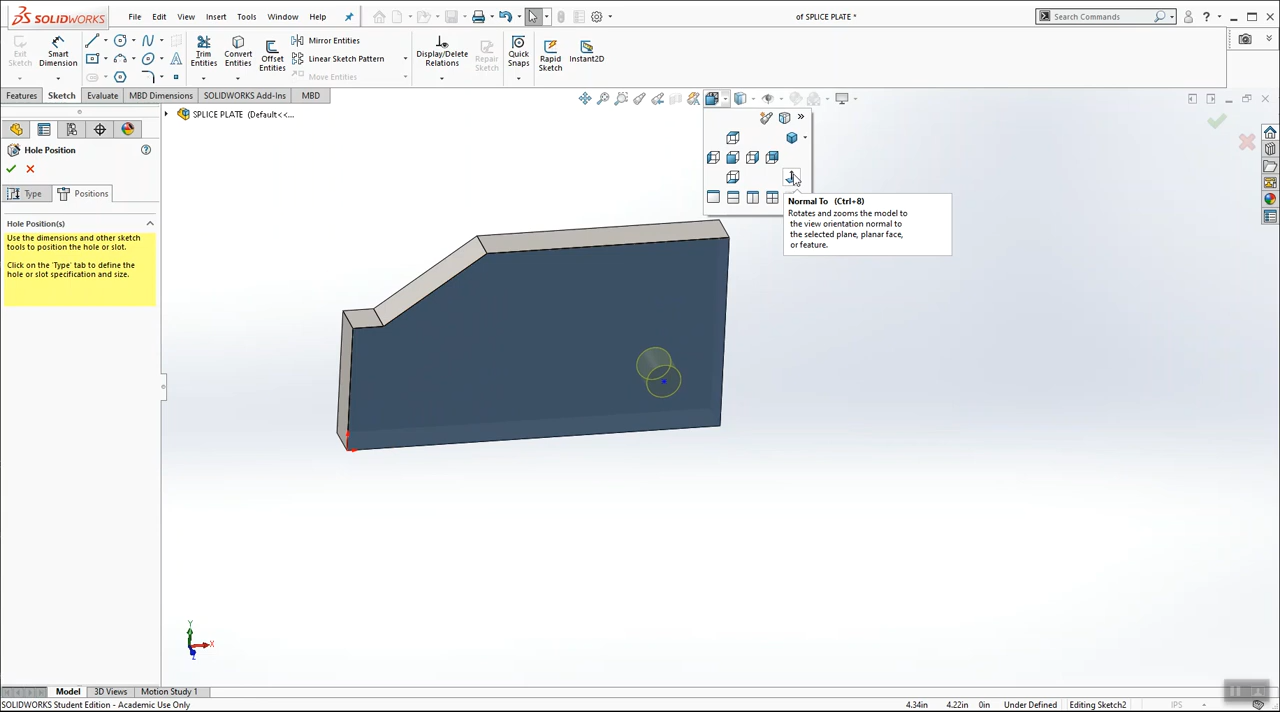 SOLIDWORKS
File Edit View Insert Tools Window Help
of SPLICE PLATE *
Search Commands
Exit Sketch
Smart Dimension
Trim Entities
Convert Entities
Offset Entities
Mirror Entities
Linear Sketch Pattern
Move Entities
Display/Delete Relations
Repair Sketch
Quick Snaps
Rapid Sketch
Instant2D
Features Sketch Evaluate MBD Dimensions SOLIDWORKS Add-Ins MBD
SPLICE PLATE (Default<<...
Hole Position
Type Positions
Hole Position(s)
Use the dimensions and other sketch
tools to position the hole or slot.
Click on the 'Type' tab to define the
hole or slot specification and size.
Normal To (Ctrl+8)
Rotates and zooms the model to
the view orientation normal to
the selected plane, planar face,
or feature.
Y
X
Z
Model 3D Views Motion Study 1
SOLIDWORKS Student Edition - Academic Use Only
4.34in 4.22in 0in Under Defined Editing Sketch2 IPS -